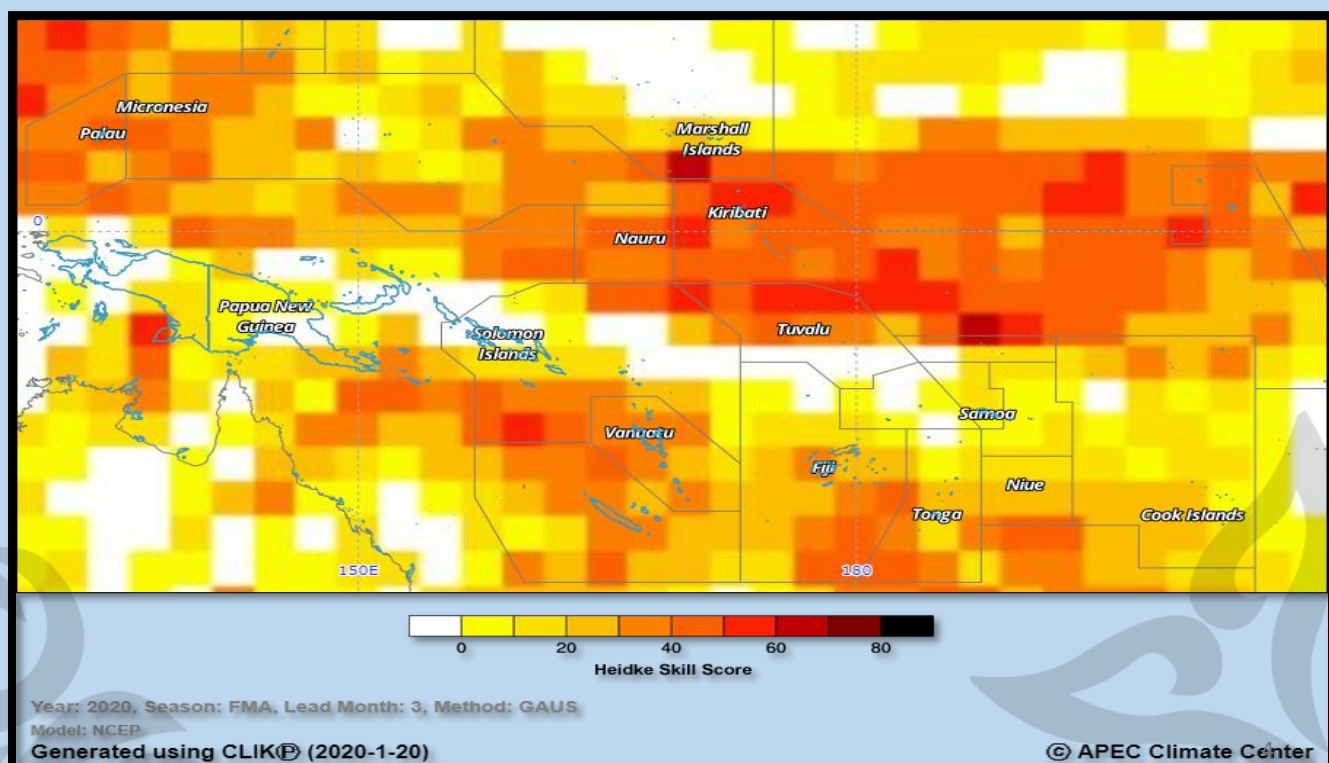 Micronesia
Palau
Marshall
Islands
Kiribati
0
Nauru
Papua New
Guinea
Solomon
Islands
Tuvalu
Samoa
Vanuatu
Fiji
Niue
Tonga
Cook Islands
150E
180
0
20
40
60
80
Heidke Skill Score
Year: 2020, Season: FMA, Lead Month: 3, Method: GAUS
Model: NCEP
Generated using CLIKⓅ (2020-1-20)
© APEC Climate Center
4